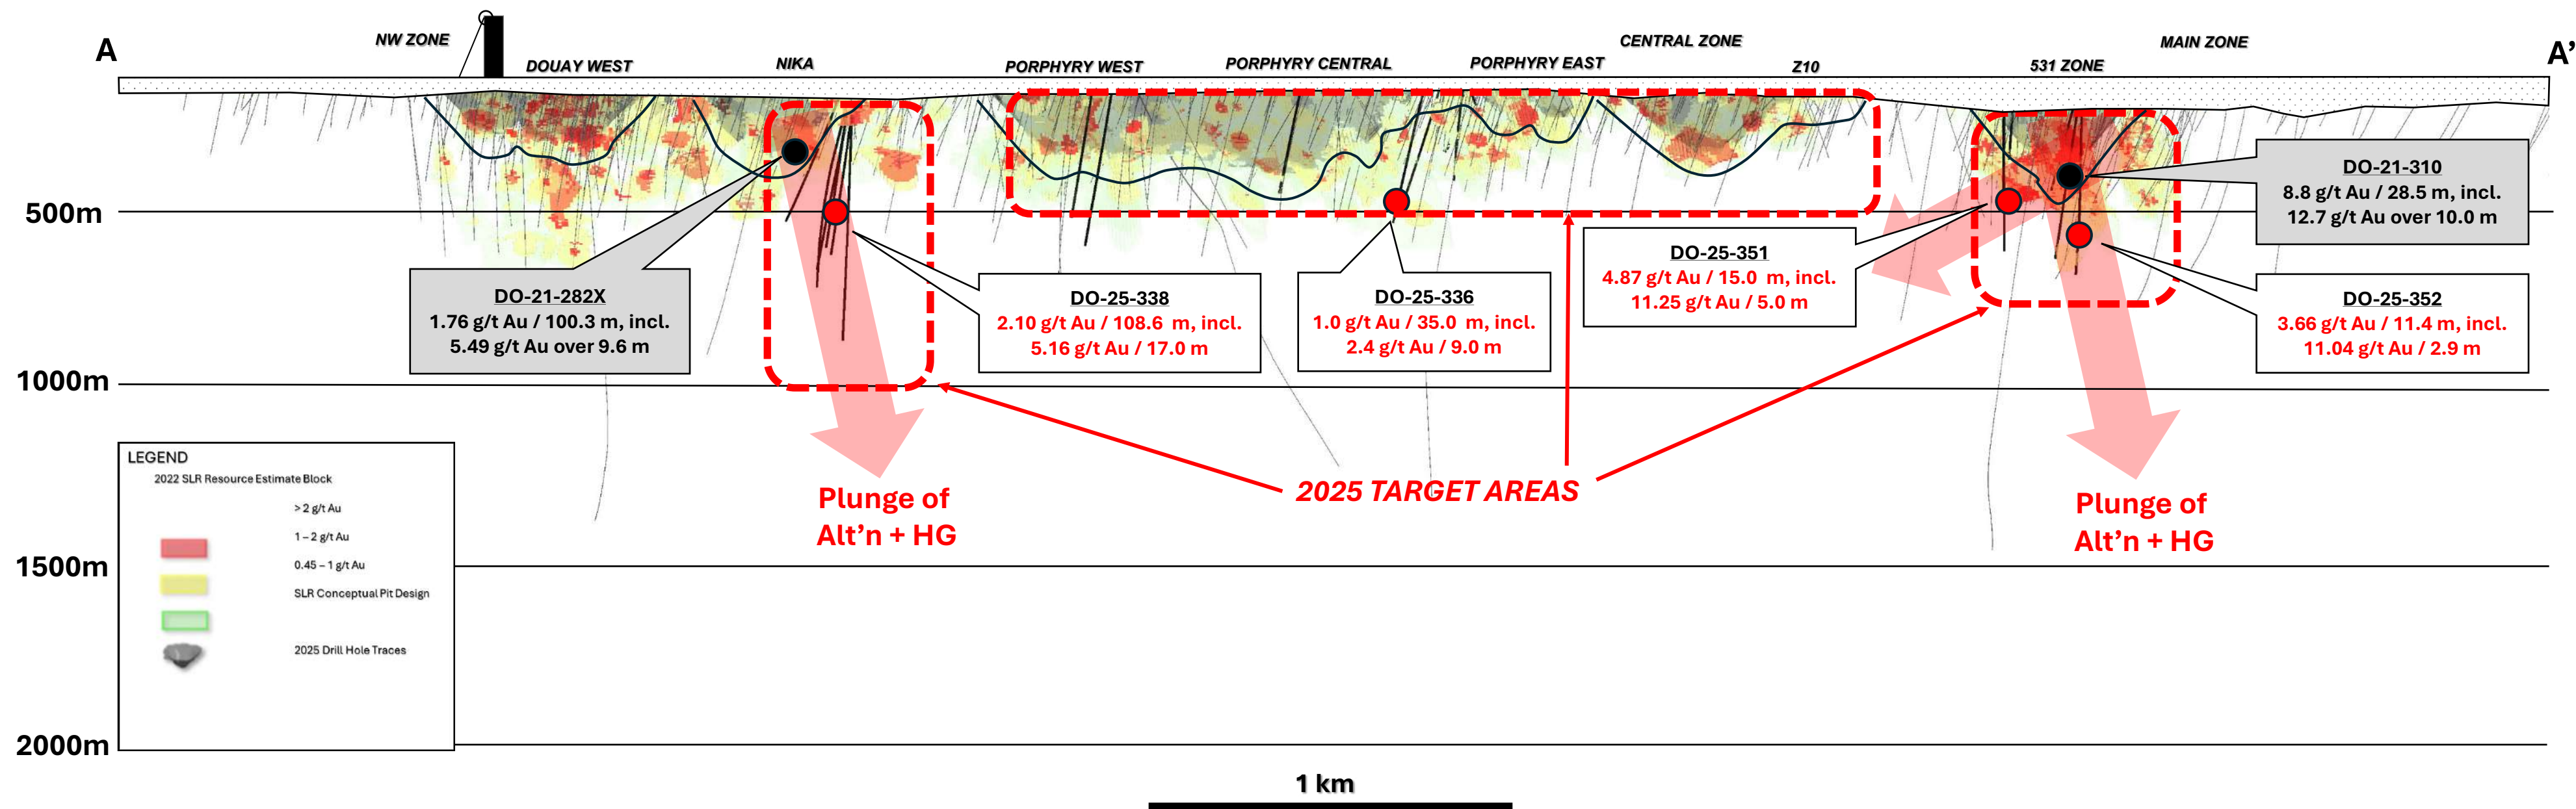 A
NW ZONE
DOUAY WEST
NIKA
PORPHYRY WEST
PORPHYRY CENTRAL
PORPHYRY EAST
CENTRAL ZONE
Z10
531 ZONE
MAIN ZONE
A'
500m
1000m
1500m
2000m
DO-21-282X
1.76 g/t Au / 100.3 m, incl.
5.49 g/t Au over 9.6 m
DO-25-338
2.10 g/t Au / 108.6 m, incl.
5.16 g/t Au / 17.0 m
DO-25-336
1.0 g/t Au / 35.0 m, incl.
2.4 g/t Au / 9.0 m
DO-25-351
4.87 g/t Au / 15.0 m, incl.
11.25 g/t Au / 5.0 m
DO-21-310
8.8 g/t Au / 28.5 m, incl.
12.7 g/t Au over 10.0 m
DO-25-352
3.66 g/t Au / 11.4 m, incl.
11.04 g/t Au / 2.9 m
Plunge of
Alt'n + HG
2025 TARGET AREAS
Plunge of
Alt'n + HG
LEGEND
2022 SLR Resource Estimate Block
> 2 g/t Au
1 – 2 g/t Au
0.45 – 1 g/t Au
SLR Conceptual Pit Design
2025 Drill Hole Traces
1 km